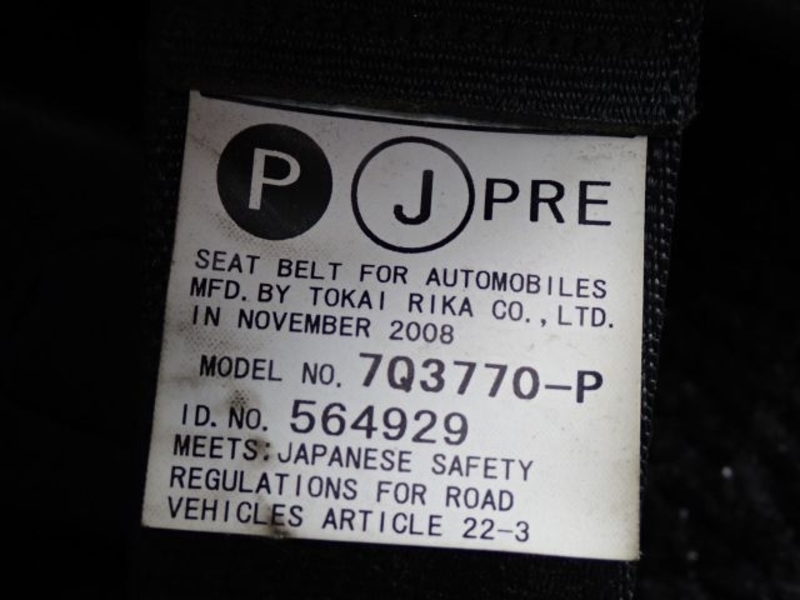 P J PRE
SEAT BELT FOR AUTOMOBILES
MFD. BY TOKAI RIKA CO., LTD.
IN NOVEMBER 2008
MODEL NO. 7Q3770-P
ID. NO. 564929
MEETS: JAPANESE SAFETY
REGULATIONS FOR ROAD
VEHICLES ARTICLE 22-3